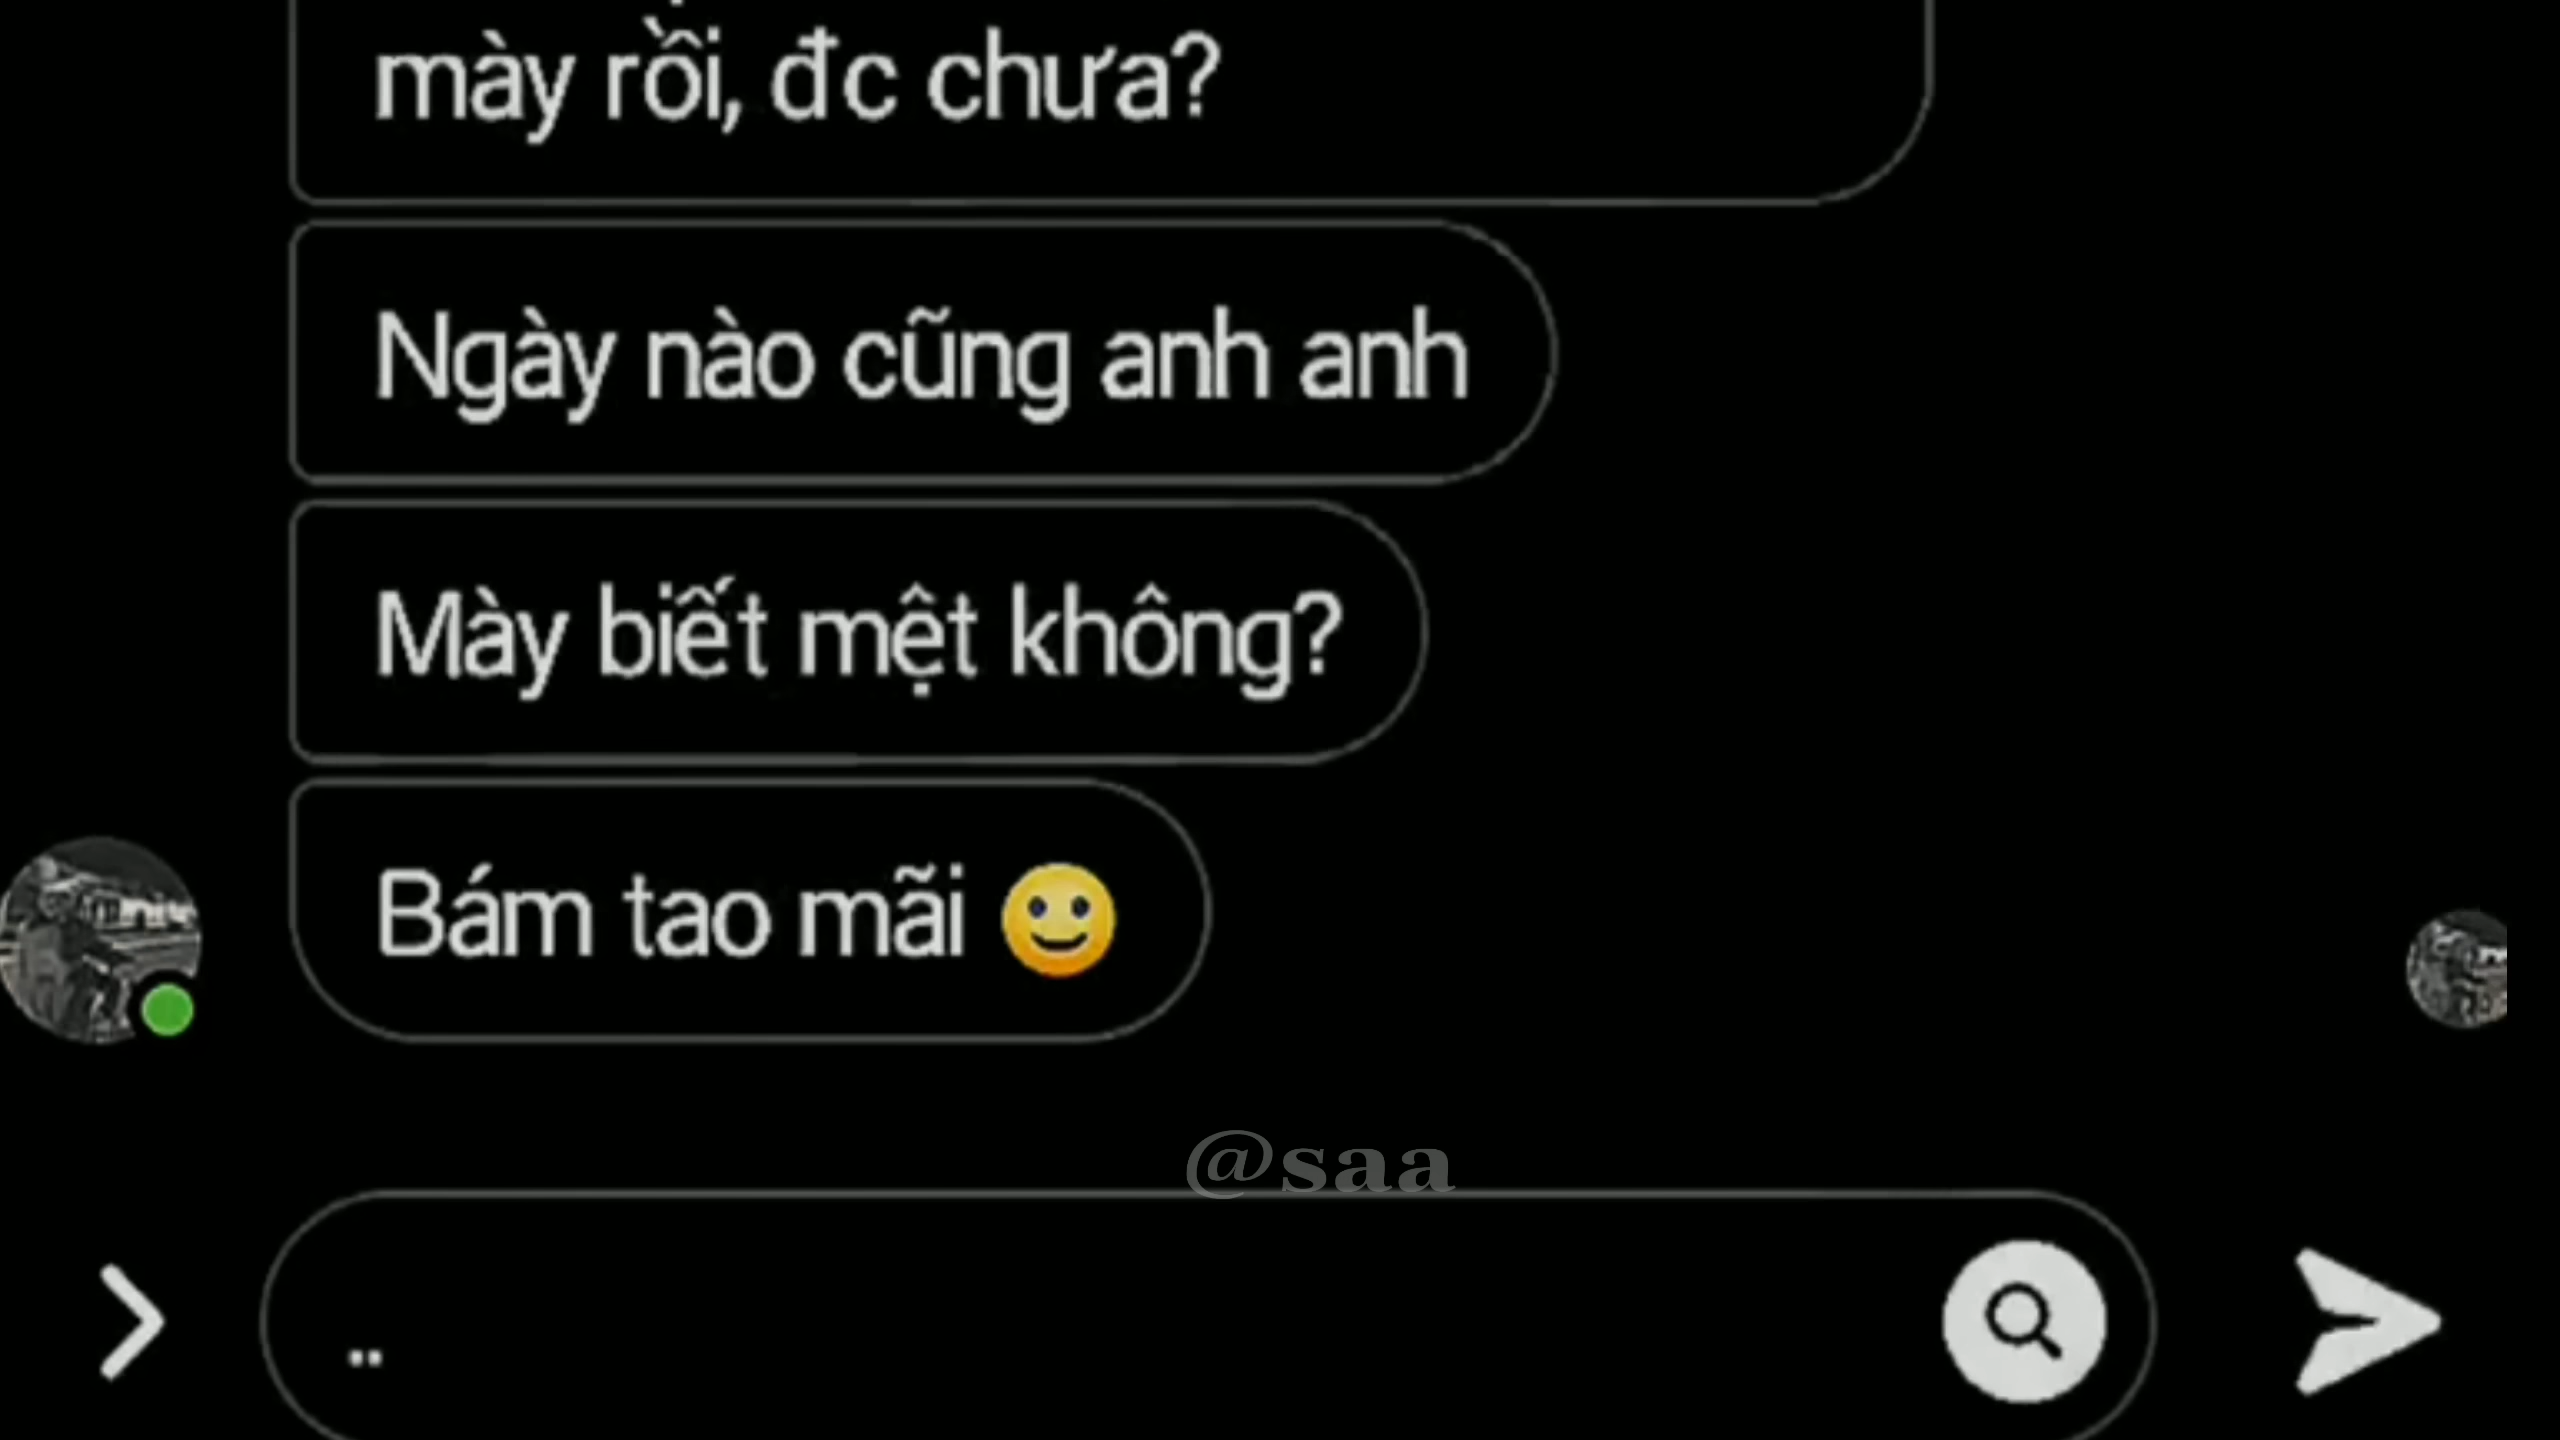 mày rồi, đc chưa?
Ngày nào cũng anh anh
Mày biết mệt không?
Bám tao mãi 🙂
@saa
..